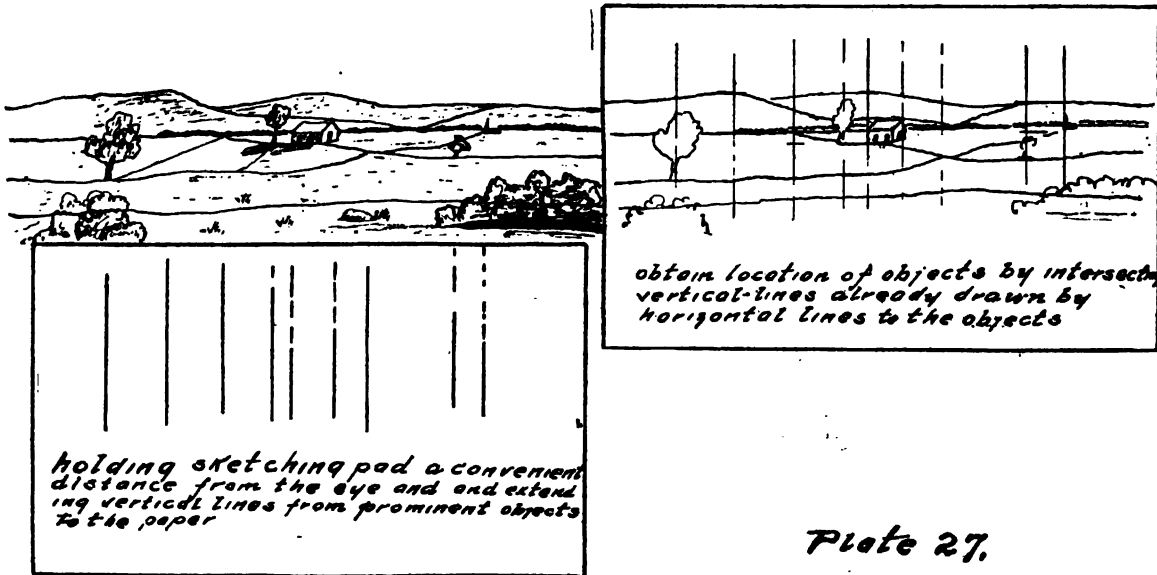 holding sketching pad a convenient
distance from the eye and and extend
ing vertical lines from prominent objects
to the paper
obtain location of objects by intersecting
vertical-lines already drawn by
horizontal lines to the objects
Plate 27.